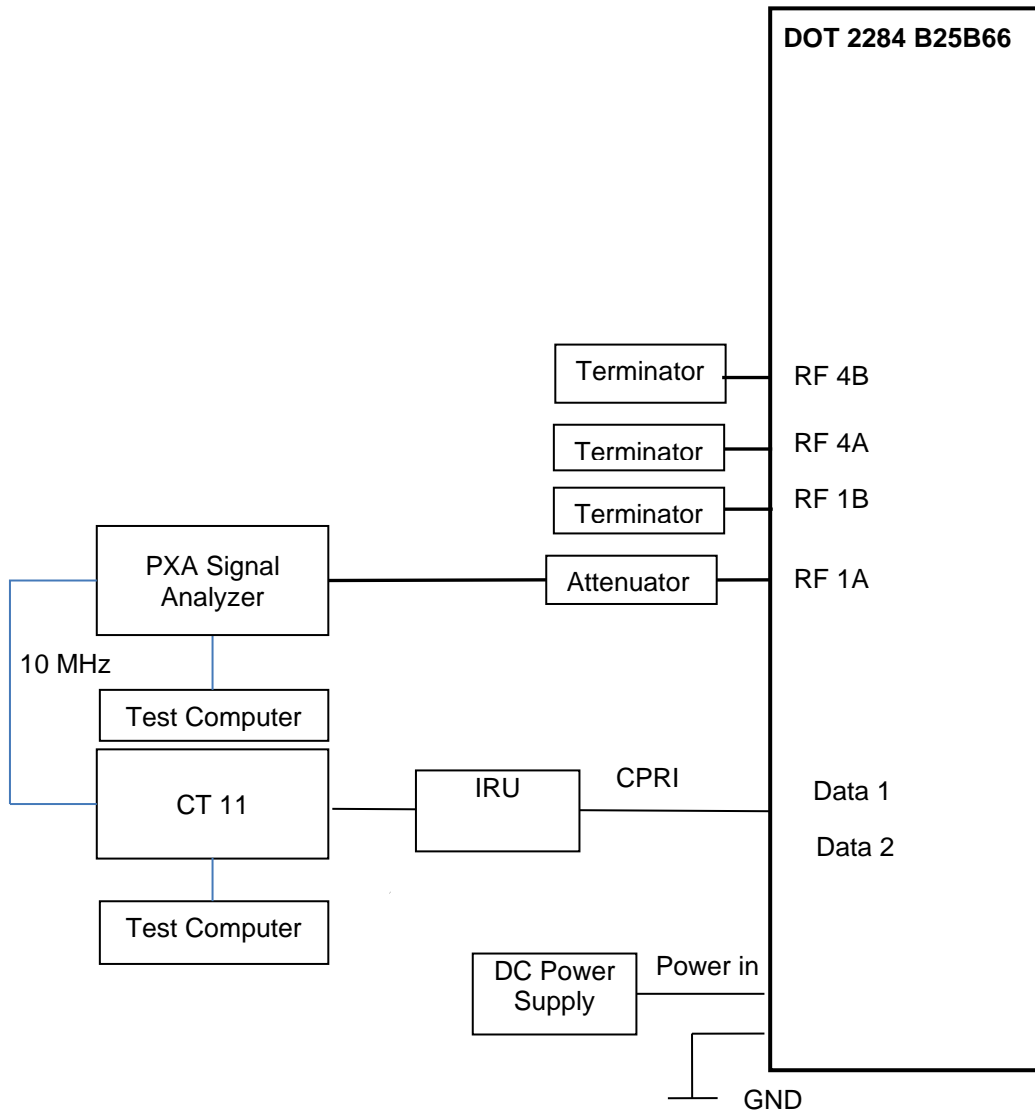 DOT 2284 B25B66
Terminator
RF 4B
Terminator
RF 4A
Terminator
RF 1B
PXA Signal
Analyzer
Attenuator
RF 1A
10 MHz
Test Computer
CT 11
IRU
CPRI
Data 1
Data 2
Test Computer
DC Power
Supply
Power in
GND